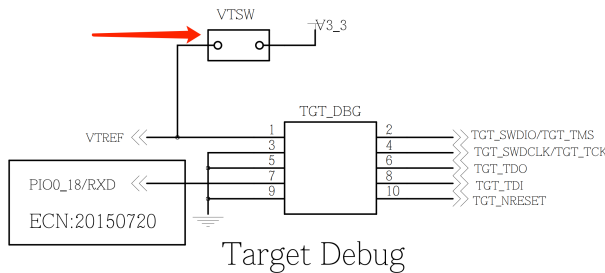 VTSW
V3_3
TGT_DBG
VTREF
1
2
TGT_SWDIO/TGT_TMS
3
4
TGT_SWDCLK/TGT_TCK
5
6
TGT_TDO
PIO0_18/RXD
7
8
TGT_TDI
9
10
TGT_NRESET
ECN:20150720
Target Debug